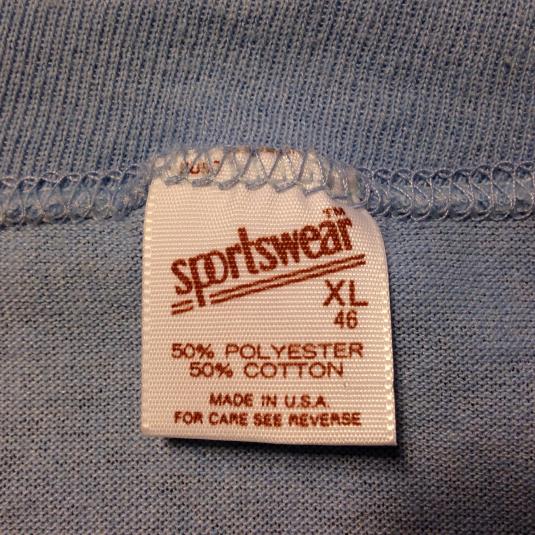 sportswear™
XL
46
50% POLYESTER
50% COTTON
MADE IN U.S.A.
FOR CARE SEE REVERSE